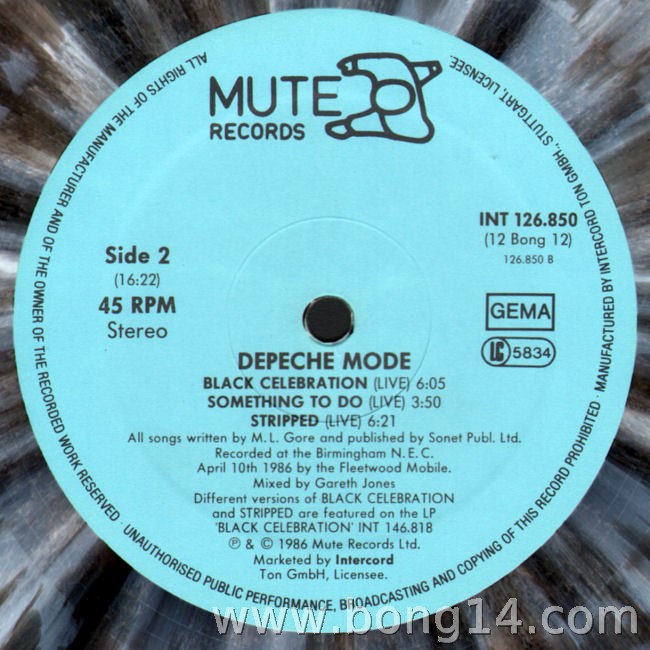 MUTE
RECORDS
INT 126.850
(12 Bong 12)
126.850 B
Side 2
(16:22)
45 RPM
Stereo
GEMA
LC 5834
DEPECHE MODE
BLACK CELEBRATION (LIVE) 6:05
SOMETHING TO DO (LIVE) 3:50
STRIPPED (LIVE) 6:21
All songs written by M.L. Gore and published by Sonet Publ. Ltd.
Recorded at the Birmingham N.E.C.
April 10th 1986 by the Fleetwood Mobile.
Mixed by Gareth Jones
Different versions of BLACK CELEBRATION
and STRIPPED are featured on the LP
'BLACK CELEBRATION' INT 146.818
℗ & © 1986 Mute Records Ltd.
Marketed by Intercord
Ton GmbH, Licensee.
ALL RIGHTS OF THE MANUFACTURER AND OF THE OWNER OF THE RECORDED WORK RESERVED · UNAUTHORISED PUBLIC PERFORMANCE, BROADCASTING AND COPYING OF THIS RECORD PROHIBITED · MANUFACTURED BY INTERCORD TON GMBH, STUTTGART, LICENSEE.
www.bong14.com